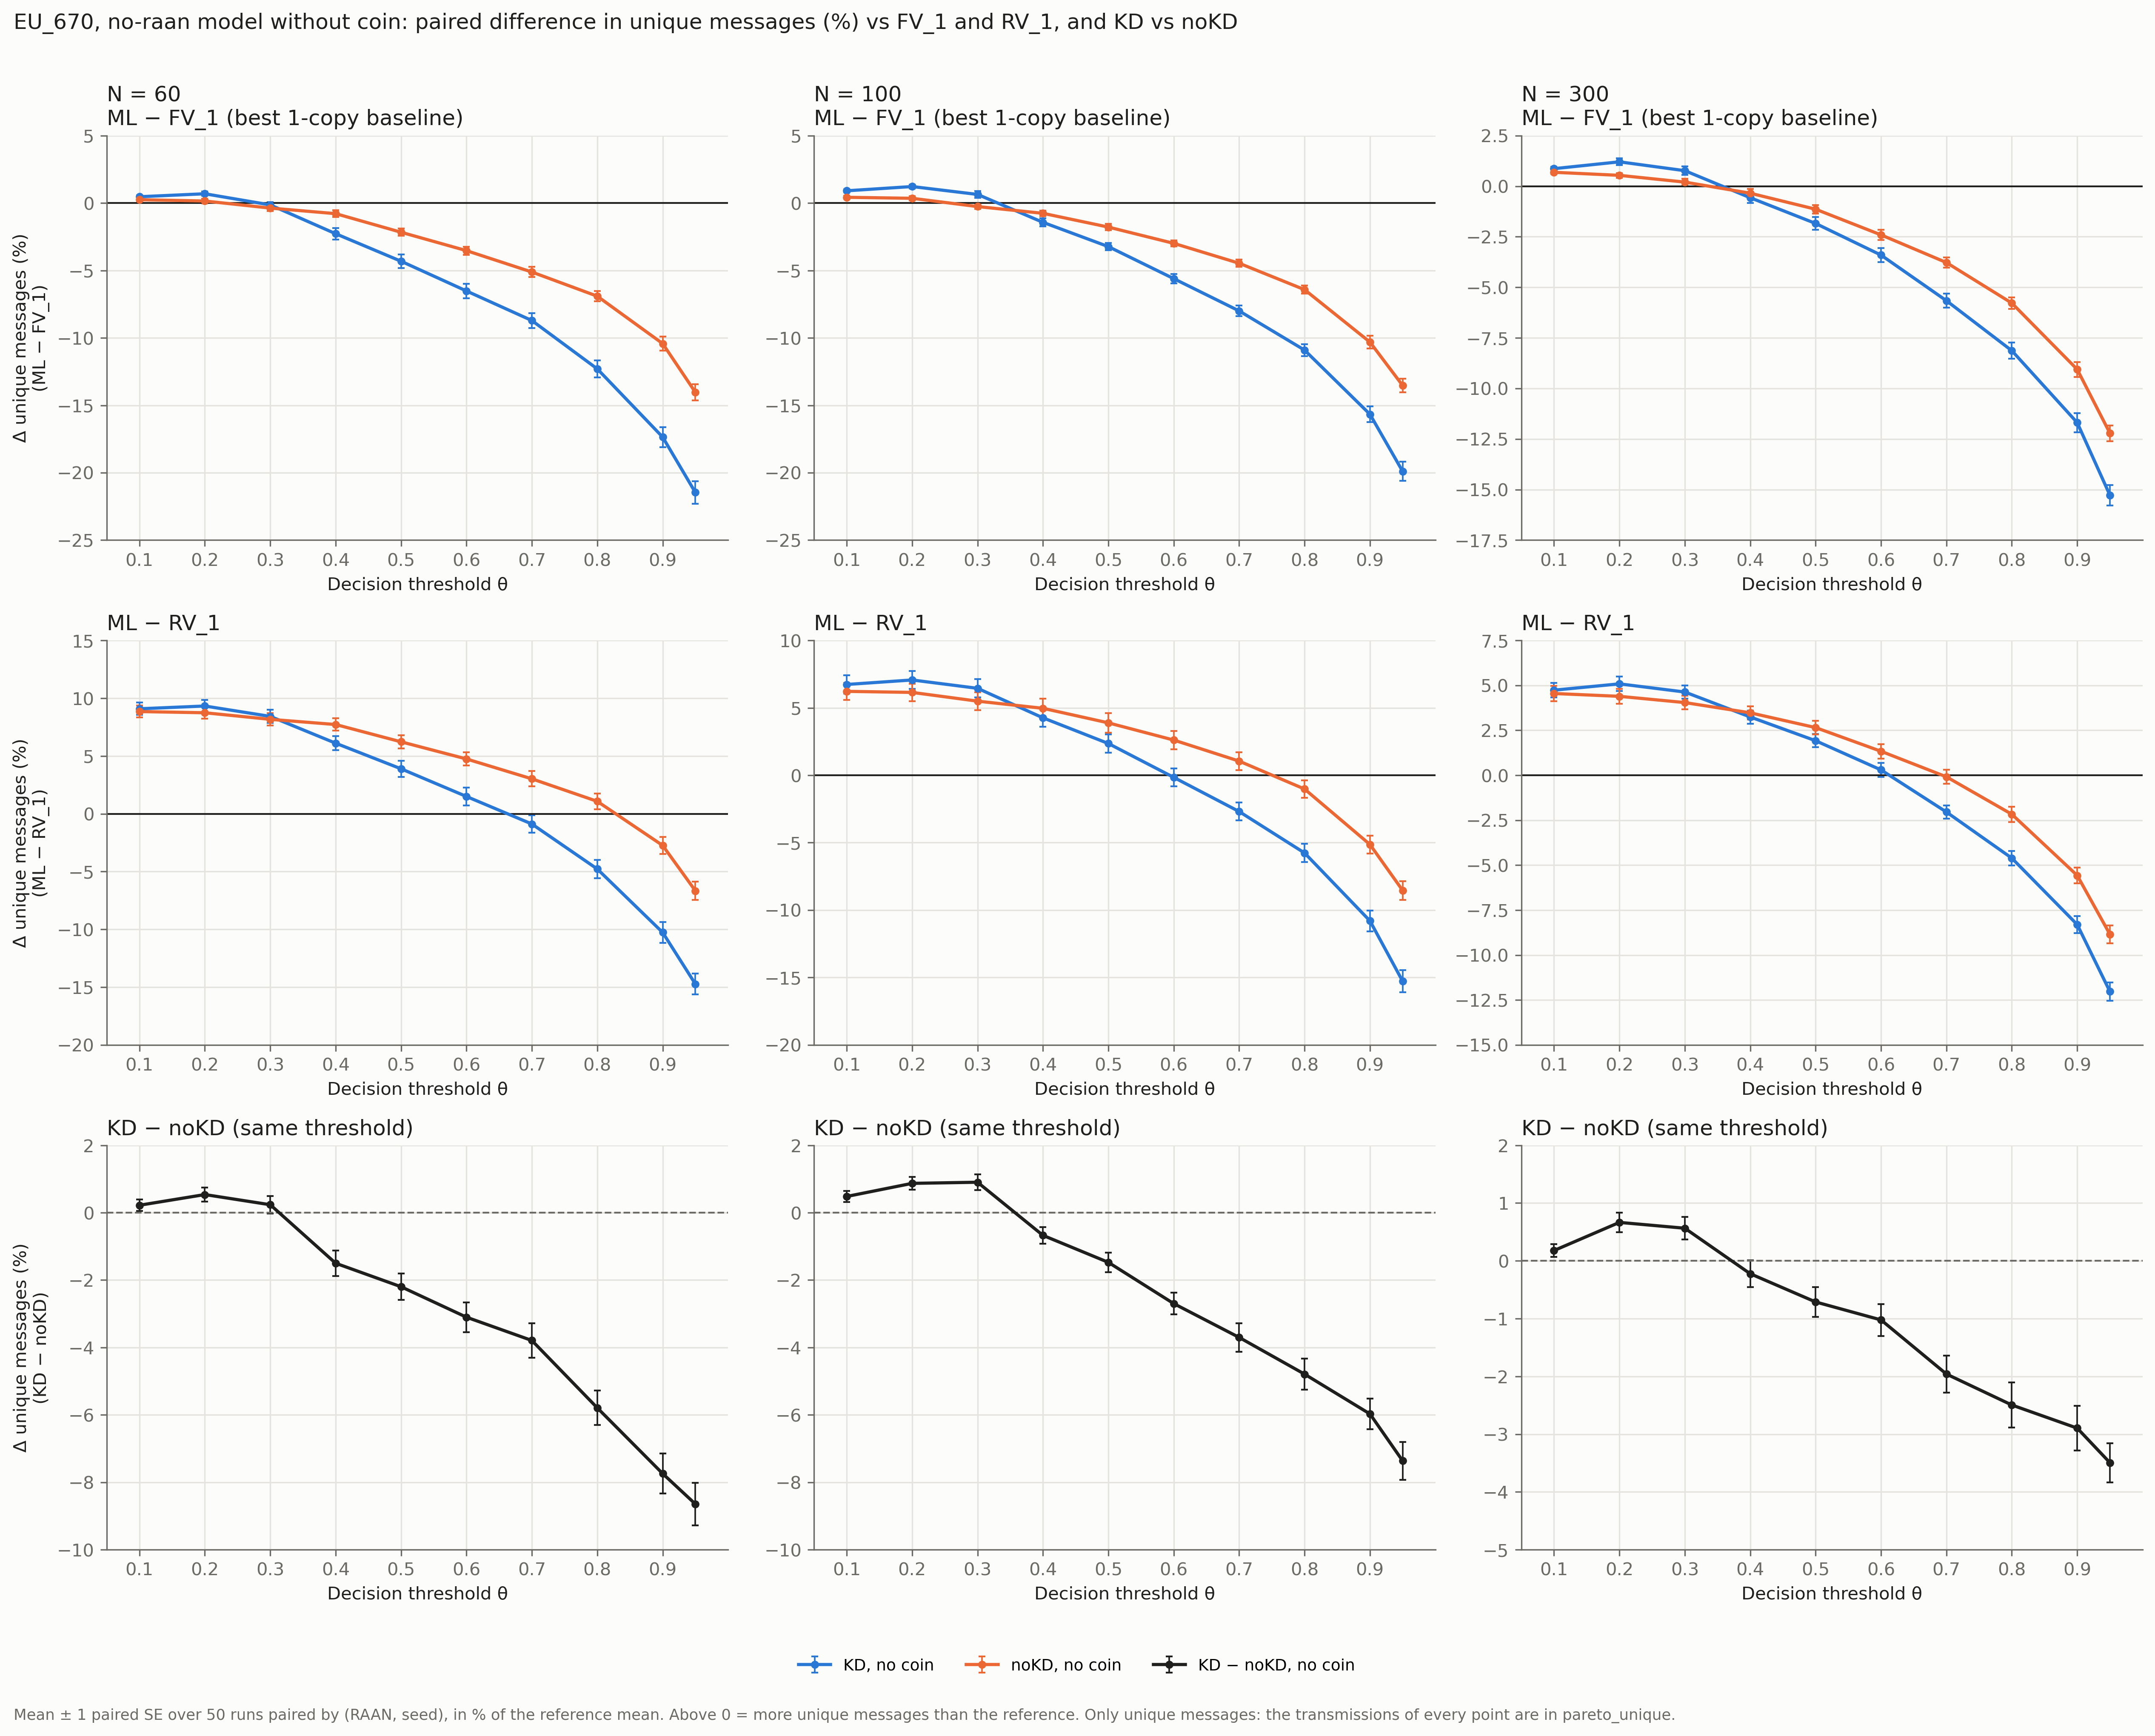 EU_670, no-raan model without coin: paired difference in unique messages (%) vs FV_1 and RV_1, and KD vs noKD
N = 60
ML − FV_1 (best 1-copy baseline)
5
0
−5
−10
−15
−20
−25
Δ unique messages (%)
(ML − FV_1)
0.1 0.2 0.3 0.4 0.5 0.6 0.7 0.8 0.9
Decision threshold θ
N = 100
ML − FV_1 (best 1-copy baseline)
5
0
−5
−10
−15
−20
−25
0.1 0.2 0.3 0.4 0.5 0.6 0.7 0.8 0.9
Decision threshold θ
N = 300
ML − FV_1 (best 1-copy baseline)
2.5
0.0
−2.5
−5.0
−7.5
−10.0
−12.5
−15.0
−17.5
0.1 0.2 0.3 0.4 0.5 0.6 0.7 0.8 0.9
Decision threshold θ
ML − RV_1
15
10
5
0
−5
−10
−15
−20
Δ unique messages (%)
(ML − RV_1)
0.1 0.2 0.3 0.4 0.5 0.6 0.7 0.8 0.9
Decision threshold θ
ML − RV_1
10
5
0
−5
−10
−15
−20
0.1 0.2 0.3 0.4 0.5 0.6 0.7 0.8 0.9
Decision threshold θ
ML − RV_1
7.5
5.0
2.5
0.0
−2.5
−5.0
−7.5
−10.0
−12.5
−15.0
0.1 0.2 0.3 0.4 0.5 0.6 0.7 0.8 0.9
Decision threshold θ
KD − noKD (same threshold)
2
0
−2
−4
−6
−8
−10
Δ unique messages (%)
(KD − noKD)
0.1 0.2 0.3 0.4 0.5 0.6 0.7 0.8 0.9
Decision threshold θ
KD − noKD (same threshold)
2
0
−2
−4
−6
−8
−10
0.1 0.2 0.3 0.4 0.5 0.6 0.7 0.8 0.9
Decision threshold θ
KD − noKD (same threshold)
2
1
0
−1
−2
−3
−4
−5
0.1 0.2 0.3 0.4 0.5 0.6 0.7 0.8 0.9
Decision threshold θ
KD, no coin noKD, no coin KD − noKD, no coin
Mean ± 1 paired SE over 50 runs paired by (RAAN, seed), in % of the reference mean. Above 0 = more unique messages than the reference. Only unique messages: the transmissions of every point are in pareto_unique.